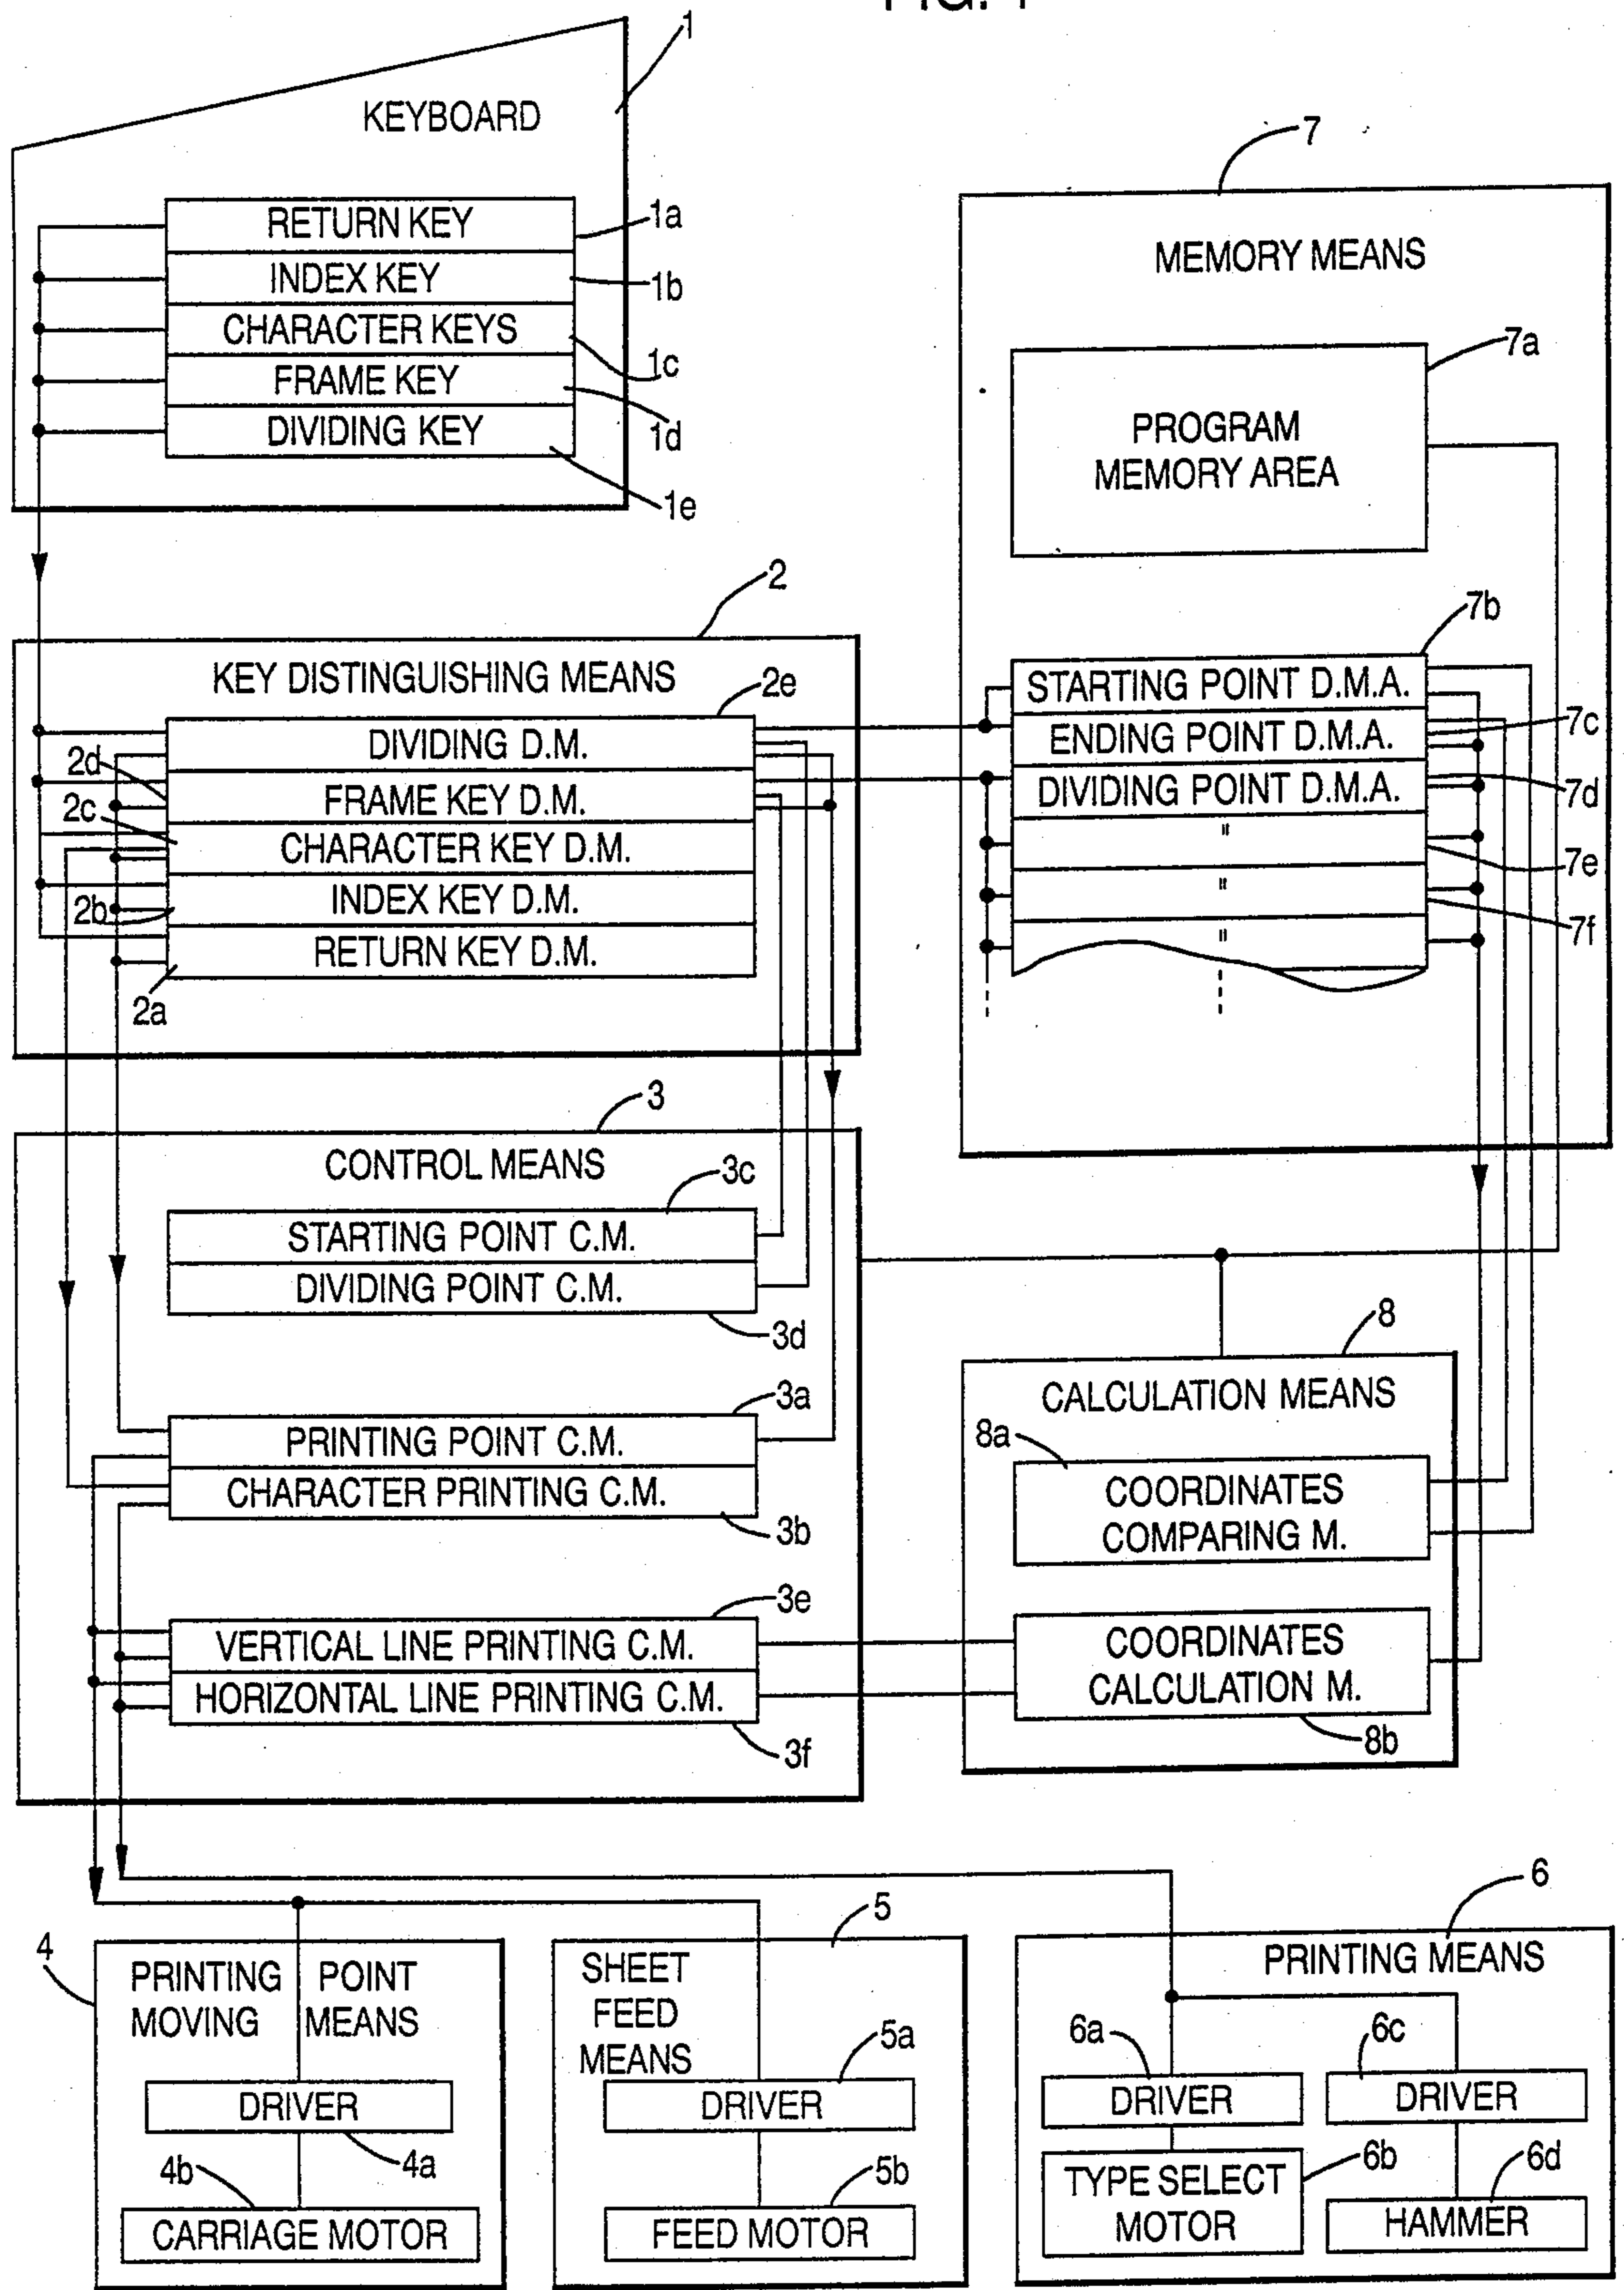 FIG. 1
1
KEYBOARD
RETURN KEY
1a
INDEX KEY
1b
CHARACTER KEYS
1c
FRAME KEY
1d
DIVIDING KEY
1e
2
KEY DISTINGUISHING MEANS
2e
DIVIDING D.M.
2d
FRAME KEY D.M.
2c
CHARACTER KEY D.M.
2b
INDEX KEY D.M.
RETURN KEY D.M.
2a
7
MEMORY MEANS
7a
PROGRAM
MEMORY AREA
7b
STARTING POINT D.M.A.
7c
ENDING POINT D.M.A.
DIVIDING POINT D.M.A.
7d
"
7e
"
7f
"
3
CONTROL MEANS
3c
STARTING POINT C.M.
DIVIDING POINT C.M.
3d
3a
PRINTING POINT C.M.
CHARACTER PRINTING C.M.
3b
3e
VERTICAL LINE PRINTING C.M.
HORIZONTAL LINE PRINTING C.M.
3f
8
CALCULATION MEANS
8a
COORDINATES
COMPARING M.
COORDINATES
CALCULATION M.
8b
4
PRINTING POINT
MOVING MEANS
DRIVER
4a
4b
CARRIAGE MOTOR
5
SHEET
FEED
MEANS
5a
DRIVER
5b
FEED MOTOR
6
PRINTING MEANS
6a
6c
DRIVER
DRIVER
6b
6d
TYPE SELECT
MOTOR
HAMMER